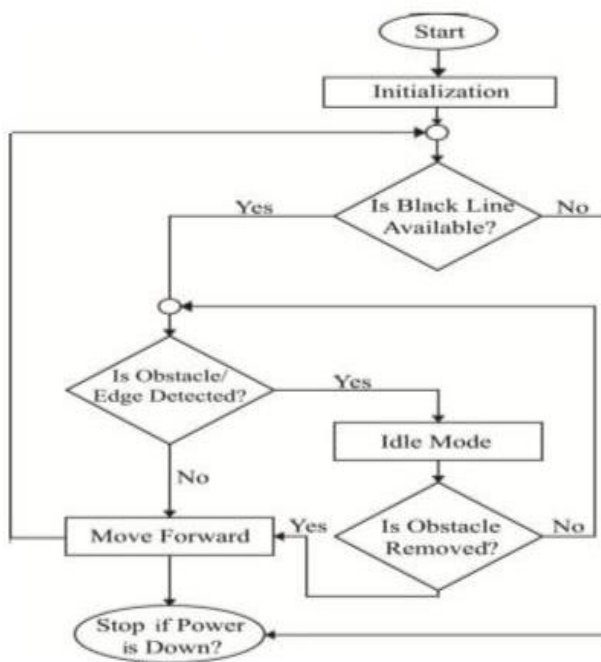 Start
Initialization
Is Black Line
Available?
Yes
No
Is Obstacle/
Edge Detected?
Yes
Idle Mode
No
Is Obstacle
Removed?
Yes
No
Move Forward
Stop if Power
is Down?